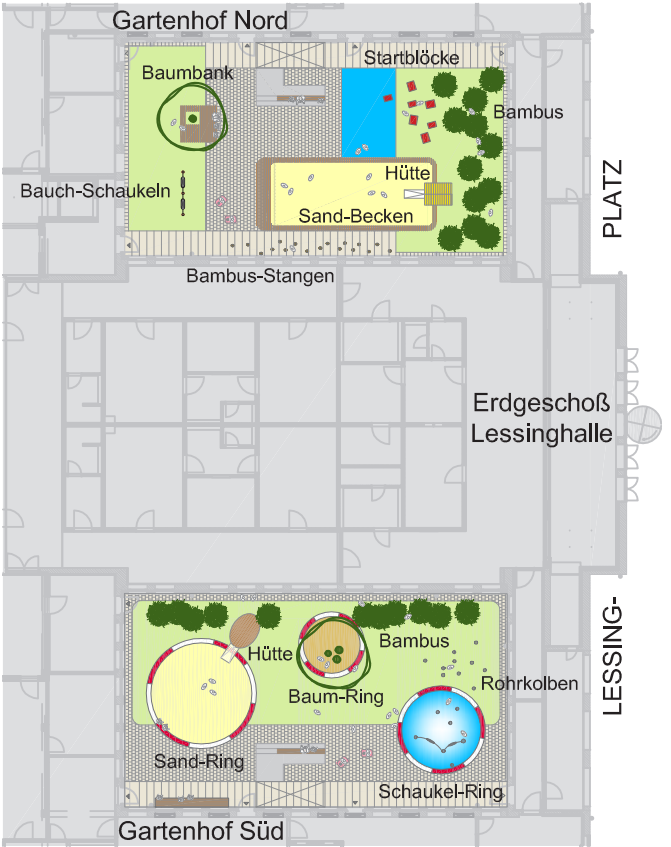 Gartenhof Nord
Startblöcke
Baumbank
Bambus
Hütte
Bauch-Schaukeln
Sand-Becken
Bambus-Stangen
PLATZ
Erdgeschoß
Lessinghalle
LESSING-
Bambus
Hütte
Rohrkolben
Baum-Ring
Sand-Ring
Schaukel-Ring
Gartenhof Süd